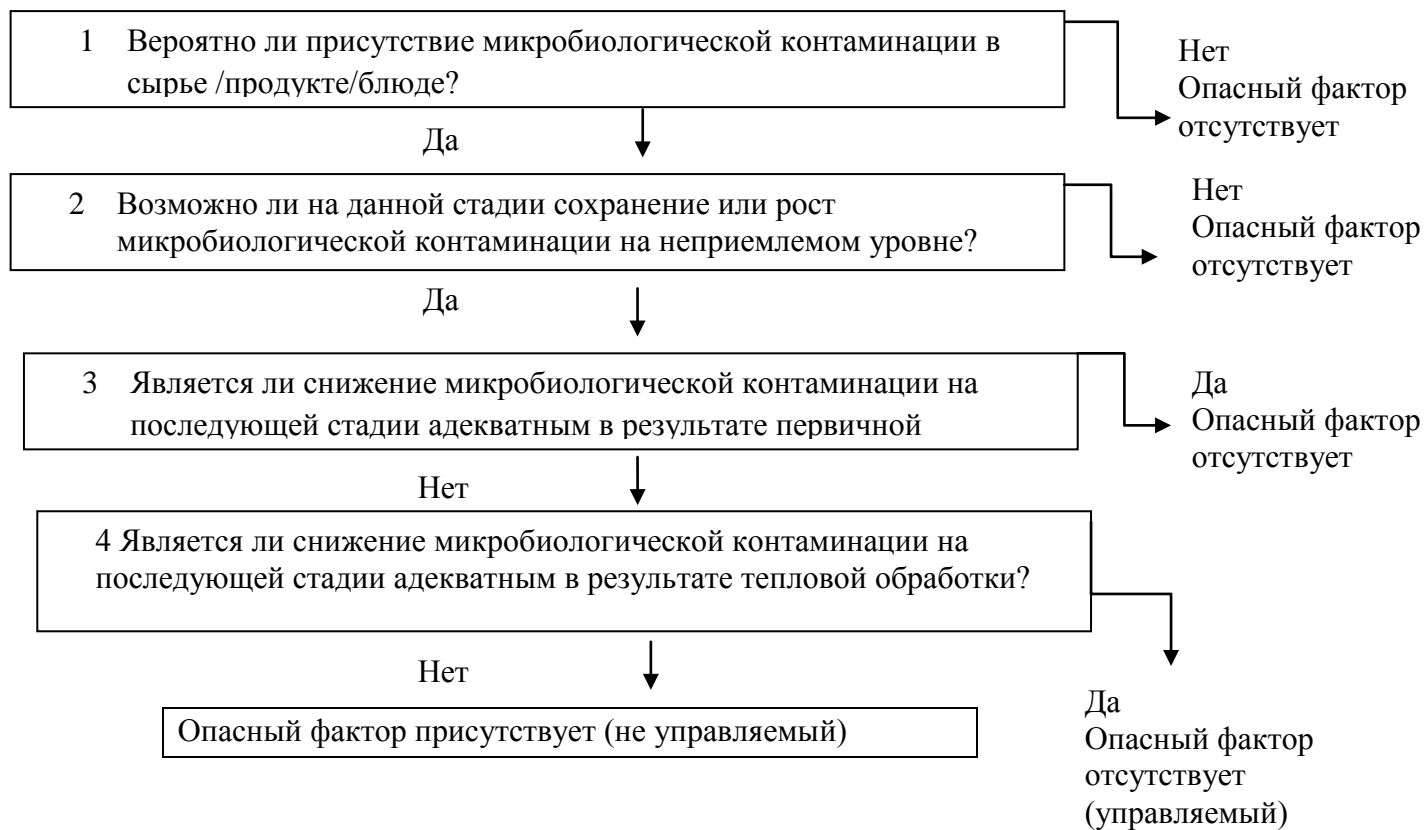 1 Вероятно ли присутствие микробиологической контаминации в
сырье /продукте/блюде?
Нет
Опасный фактор
отсутствует
Да
2 Возможно ли на данной стадии сохранение или рост
микробиологической контаминации на неприемлемом уровне?
Нет
Опасный фактор
отсутствует
Да
3 Является ли снижение микробиологической контаминации на
последующей стадии адекватным в результате первичной
Да
Опасный фактор
отсутствует
Нет
4 Является ли снижение микробиологической контаминации на
последующей стадии адекватным в результате тепловой обработки?
Нет
Опасный фактор присутствует (не управляемый)
Да
Опасный фактор
отсутствует
(управляемый)